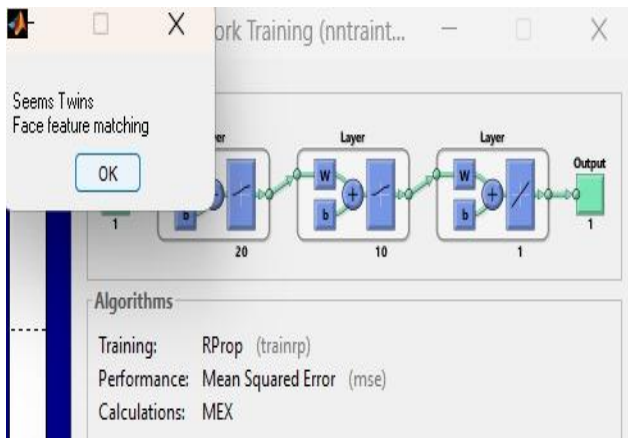 ork Training (nntraint...
Seems Twins
Face feature matching
OK
er
Layer
Layer
W
b
W
b
b
Output
1
20
10
1
1
Algorithms
Training: RProp (trainrp)
Performance: Mean Squared Error (mse)
Calculations: MEX